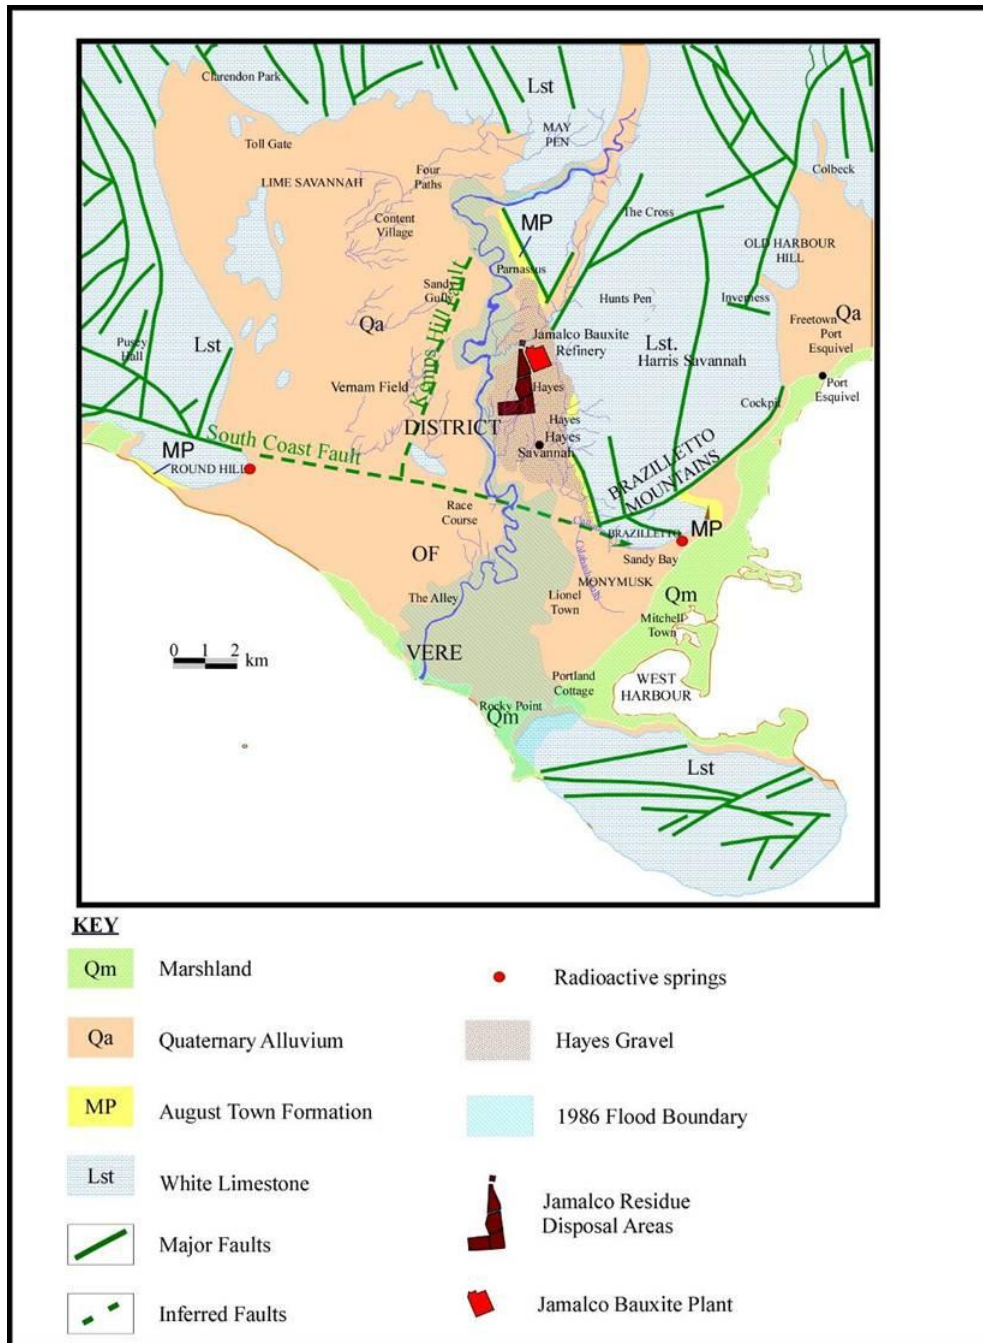 Clarendon Park
Lst
MAY
PEN
Toll Gate
Colbeck
Four
Paths
LIME SAVANNAH
MP
The Cross
Content
Village
OLD HARBOUR
HILL
Parnassus
Sandy
Gully
Kemps Hill Fault
Hunts Pen
Inverness
Qa
Freetown
Qa
Port
Esquivel
Pusey
Hall
Lst
Jamalco Bauxite
Refinery
Lst.
Harris Savannah
Vernam Field
Hayes
Port
Esquivel
Cockpit
DISTRICT
Hayes
South Coast Fault
Hayes
Savannah
MP
ROUND HILL
BRAZILLETTO
MOUNTAINS
Race
Course
BRAZILLETTO
MP
OF
Sandy Bay
MONYMUSK
The Alley
Lionel
Town
Qm
Mitchell
Town
0 1 2
km
VERE
Portland
Cottage
WEST
HARBOUR
Rocky Point
Qm
Lst
KEY
Qm Marshland
Qa Quaternary Alluvium
MP August Town Formation
Lst White Limestone
Major Faults
Inferred Faults
Radioactive springs
Hayes Gravel
1986 Flood Boundary
Jamalco Residue
Disposal Areas
Jamalco Bauxite Plant